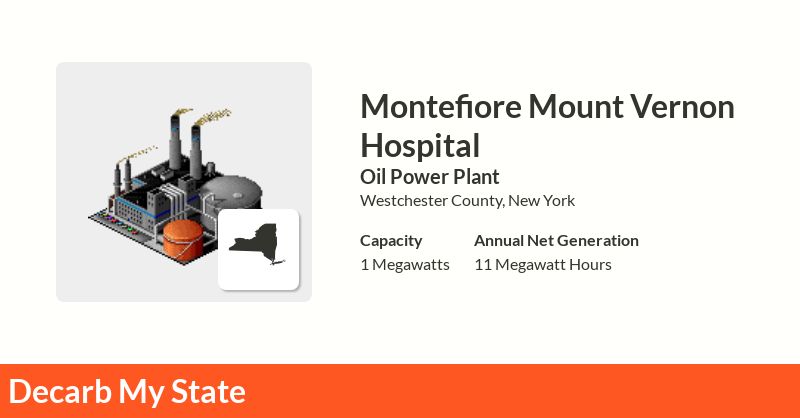 Montefiore Mount Vernon
Hospital
Oil Power Plant
Westchester County, New York
Capacity
1 Megawatts
Annual Net Generation
11 Megawatt Hours
Decarb My State